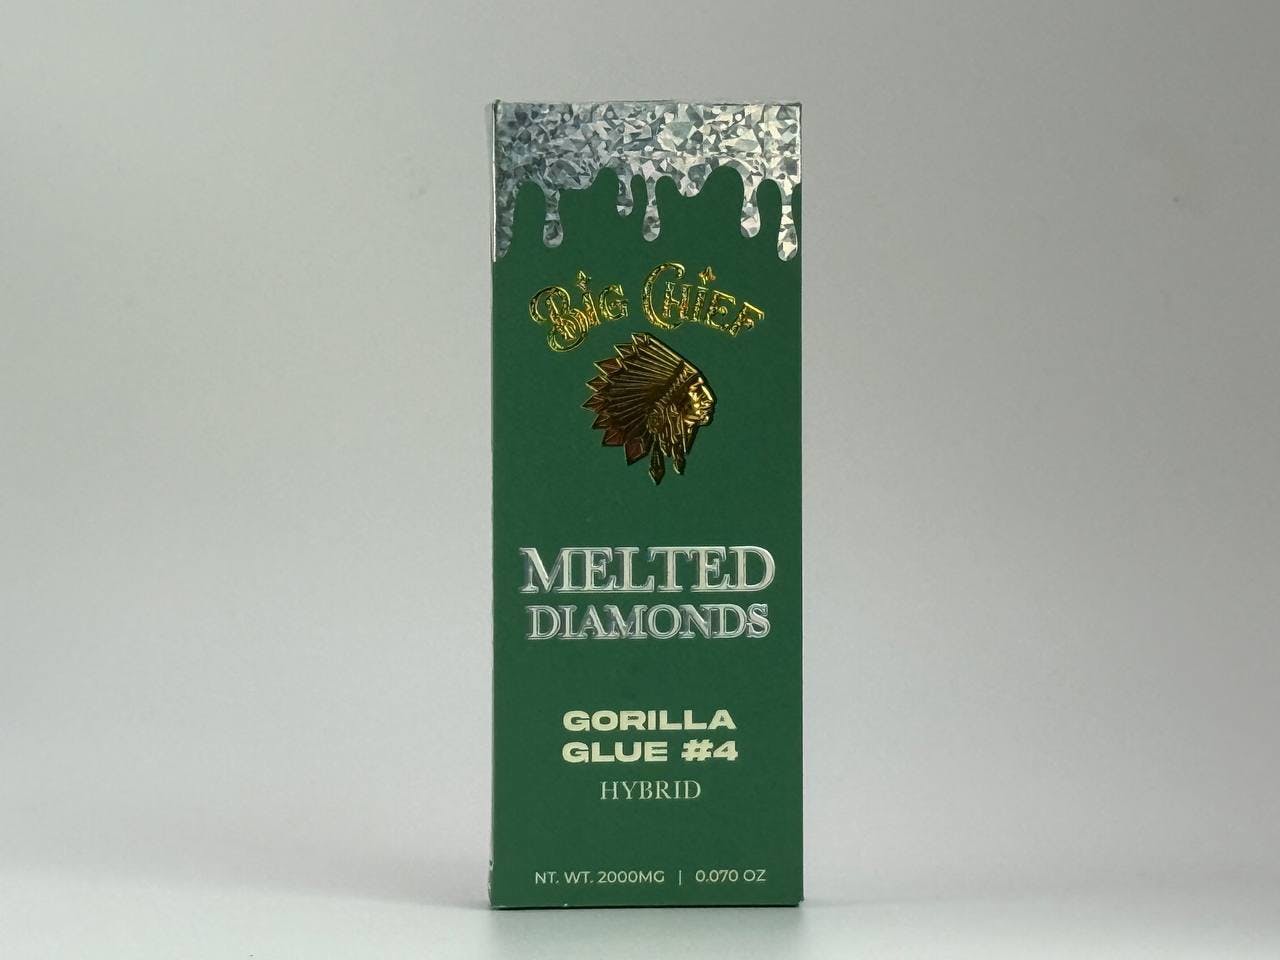 BIG CHIEF
MELTED
DIAMONDS
GORILLA
GLUE #4
HYBRID
NT. WT. 2000MG | 0.070 OZ